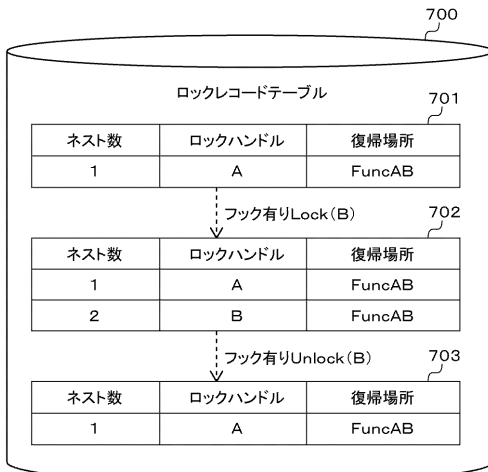 700
ロックレコードテーブル
701
ネスト数 ロックハンドル 復帰場所
1 A FuncAB
フック有りLock(B)
702
ネスト数 ロックハンドル 復帰場所
1 A FuncAB
2 B FuncAB
フック有りUnlock(B)
703
ネスト数 ロックハンドル 復帰場所
1 A FuncAB